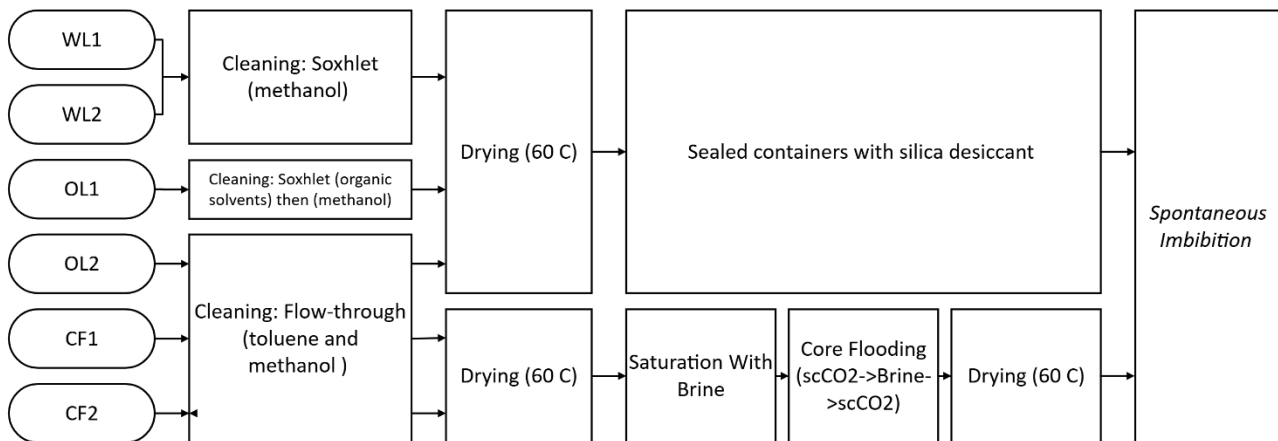 WL1
WL2
OL1
OL2
CF1
CF2
Cleaning: Soxhlet
(methanol)
Cleaning: Soxhlet (organic
solvents) then (methanol)
Cleaning: Flow-through
(toluene and
methanol )
Drying (60 C)
Drying (60 C)
Sealed containers with silica desiccant
Saturation With
Brine
Core Flooding
(scCO2->Brine-
>scCO2)
Drying (60 C)
Spontaneous
Imbibition